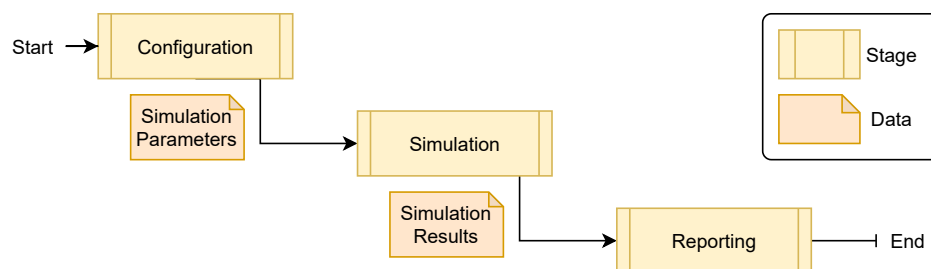 Start
Configuration
Stage
Simulation
Parameters
Data
Simulation
Simulation
Results
Reporting
End